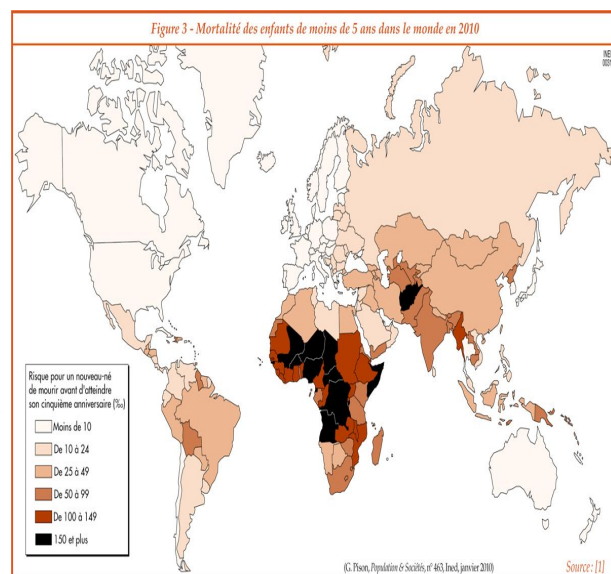 Figure 3 - Mortalité des enfants de moins de 5 ans dans le monde en 2010
INED
Risque pour un nouveau-né
de mourir avant d'atteindre
son cinquième anniversaire (‰)
Moins de 10
De 10 à 24
De 25 à 49
De 50 à 99
De 100 à 149
150 et plus
(G. Pison, Population & Sociétés, n° 463, Ined, janvier 2010)
Source : [1]